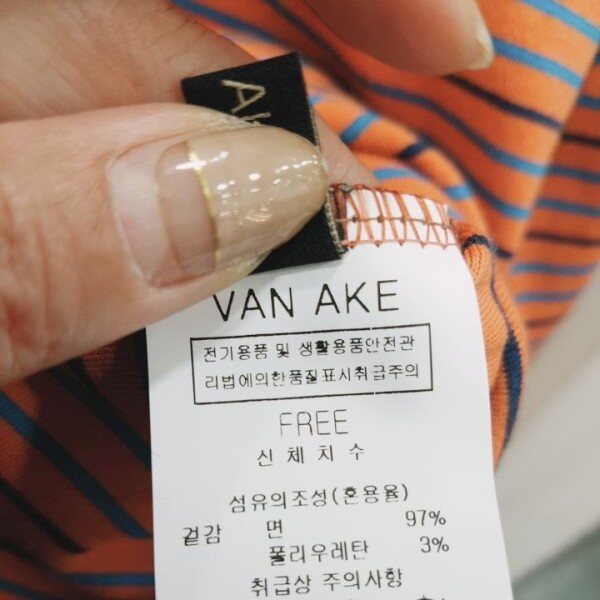 VAN AKE
전기용품 및 생활용품안전관
리법에의한품질표시취급주의
FREE
신체치수
섬유의조성(혼용율)
겉감 면 97%
폴리우레탄 3%
취급상 주의사항